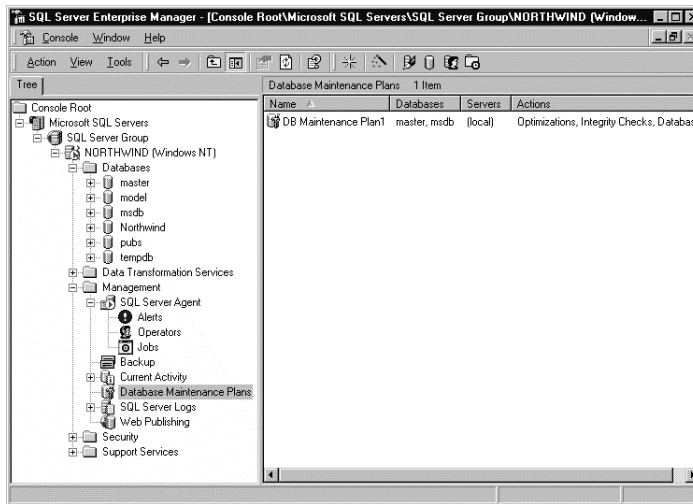 SQL Server Enterprise Manager - [Console Root\Microsoft SQL Servers\SQL Server Group\NORTHWIND (Window...
Console Window Help
Action View Tools
Tree
Database Maintenance Plans 1 Item
Console Root
Microsoft SQL Servers
SQL Server Group
NORTHWIND (Windows NT)
Databases
master
model
msdb
Northwind
pubs
tempdb
Data Transformation Services
Management
SQL Server Agent
Alerts
Operators
Jobs
Backup
Current Activity
Database Maintenance Plans
SQL Server Logs
Web Publishing
Security
Support Services
Name Databases Servers Actions
DB Maintenance Plan1 master, msdb (local) Optimizations, Integrity Checks, Databas